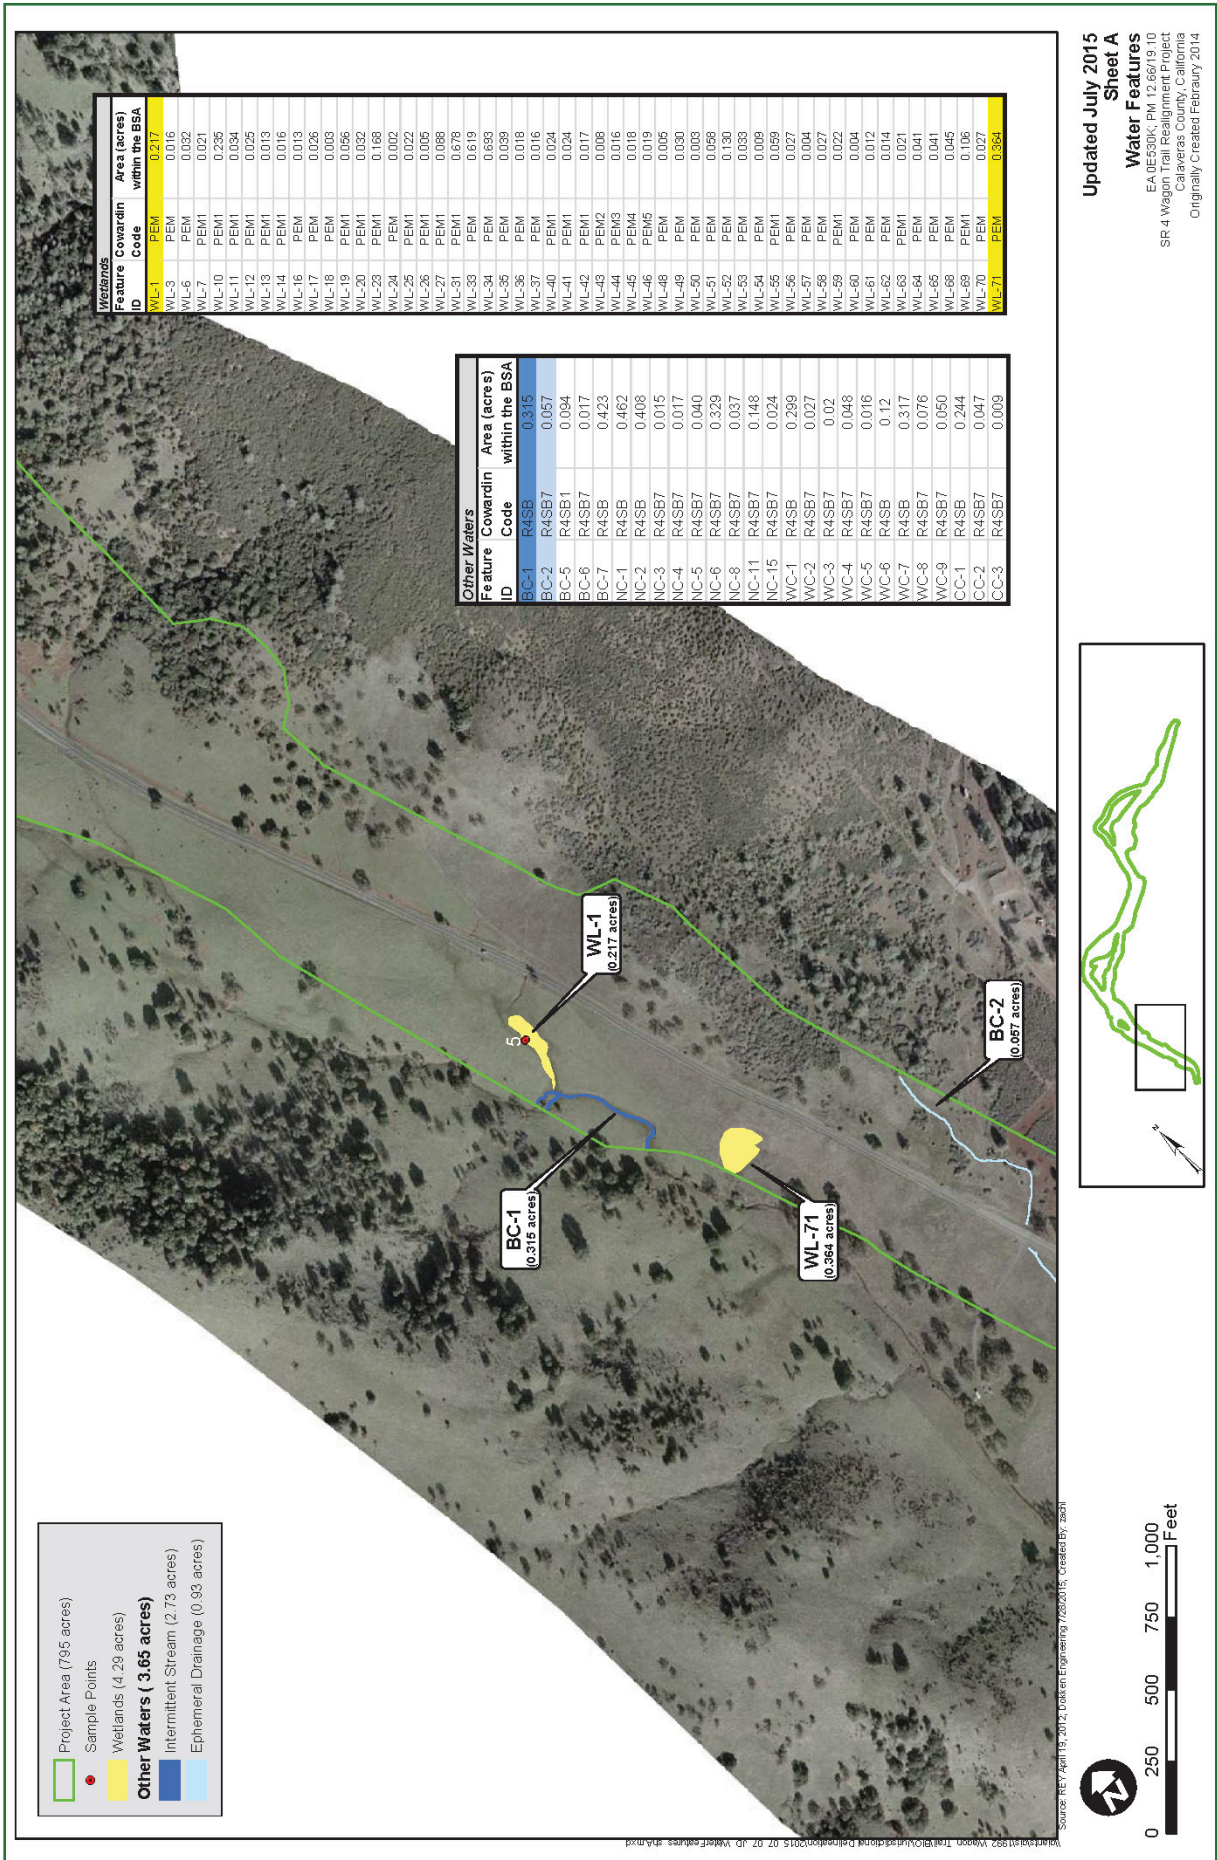 Project Area (795 acres)
Sample Points
Wetlands (4.29 acres)
Other Waters ( 3.65 acres)
Intermittent Stream (2.73 acres)
Ephemeral Drainage (0.93 acres)
BC-1
(0.315 acres)
WL-1
(0.217 acres)
5
WL-71
(0.364 acres)
BC-2
(0.057 acres)
Other Waters
Feature ID Cowardin Code Area (acres) within the BSA
BC-1 R4SB 0.315
BC-2 R4SB7 0.057
BC-5 R4SB1 0.094
BC-6 R4SB7 0.017
BC-7 R4SB 0.423
NC-1 R4SB 0.462
NC-2 R4SB 0.408
NC-3 R4SB7 0.015
NC-4 R4SB7 0.017
NC-5 R4SB7 0.040
NC-6 R4SB7 0.329
NC-8 R4SB7 0.037
NC-11 R4SB7 0.148
NC-15 R4SB7 0.024
WC-1 R4SB 0.299
WC-2 R4SB7 0.027
WC-3 R4SB7 0.02
WC-4 R4SB7 0.048
WC-5 R4SB7 0.016
WC-6 R4SB 0.12
WC-7 R4SB 0.317
WC-8 R4SB7 0.076
WC-9 R4SB7 0.050
CC-1 R4SB 0.244
CC-2 R4SB7 0.047
CC-3 R4SB7 0.009
Wetlands
Feature ID Cowardin Code Area (acres) within the BSA
WL-1 PEM 0.217
WL-3 PEM 0.016
WL-6 PEM 0.032
WL-7 PEM1 0.021
WL-10 PEM1 0.235
WL-11 PEM1 0.034
WL-12 PEM1 0.025
WL-13 PEM1 0.013
WL-14 PEM1 0.016
WL-16 PEM1 0.013
WL-17 PEM1 0.026
WL-18 PEM1 0.003
WL-19 PEM1 0.056
WL-20 PEM1 0.032
WL-23 PEM1 0.168
WL-24 PEM 0.002
WL-25 PEM1 0.022
WL-26 PEM1 0.005
WL-27 PEM1 0.088
WL-31 PEM1 0.678
WL-33 PEM 0.619
WL-34 PEM 0.693
WL-35 PEM 0.039
WL-36 PEM 0.018
WL-37 PEM 0.016
WL-40 PEM1 0.024
WL-41 PEM1 0.024
WL-42 PEM1 0.017
WL-43 PEM2 0.008
WL-44 PEM3 0.016
WL-45 PEM4 0.018
WL-46 PEM5 0.019
WL-48 PEM 0.005
WL-49 PEM 0.030
WL-50 PEM 0.003
WL-51 PEM 0.058
WL-52 PEM1 0.130
WL-53 PEM 0.033
WL-54 PEM 0.009
WL-55 PEM1 0.059
WL-56 PEM 0.027
WL-57 PEM 0.004
WL-58 PEM 0.027
WL-59 PEM1 0.022
WL-60 PEM 0.004
WL-61 PEM 0.012
WL-62 PEM 0.014
WL-63 PEM1 0.021
WL-64 PEM 0.041
WL-65 PEM 0.041
WL-68 PEM 0.045
WL-69 PEM1 0.106
WL-70 PEM 0.027
WL-71 PEM 0.364
Source: REY April 19, 2012; Dokken Engineering 7/28/2015; Created By: zachl
0 250 500 750 1,000
Feet
N
Updated July 2015
Sheet A
Water Features
EA 0E530K; PM 12.66/19.10
SR 4 Wagon Trail Realignment Project
Calaveras County, California
Originally Created Febraury 2014